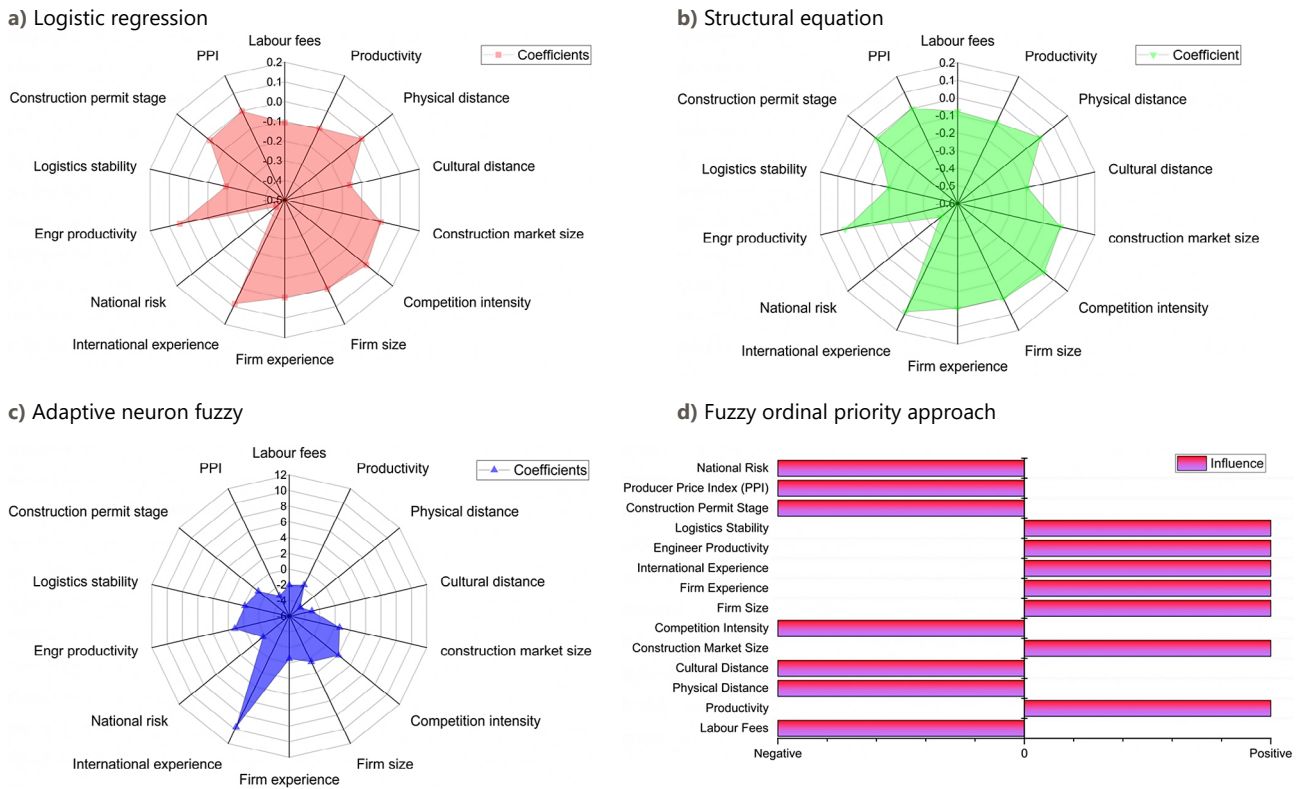 a) Logistic regression
Labour fees
Productivity
Physical distance
Cultural distance
Construction market size
Competition intensity
Firm size
Firm experience
International experience
National risk
Engr productivity
Logistics stability
Construction permit stage
PPI
0.2
0.1
0.0
-0.1
-0.2
-0.3
-0.4
Coefficients
b) Structural equation
Labour fees
Productivity
Physical distance
Cultural distance
construction market size
Competition intensity
Firm size
Firm experience
International experience
National risk
Engr productivity
Logistics stability
Construction permit stage
PPI
0.2
0.1
0.0
-0.1
-0.2
-0.3
-0.4
-0.5
-0.6
Coefficient
c) Adaptive neuron fuzzy
Labour fees
Productivity
Physical distance
Cultural distance
construction market size
Competition intensity
Firm size
Firm experience
International experience
National risk
Engr productivity
Logistics stability
Construction permit stage
PPI
12
10
8
6
4
2
0
-2
-4
-6
Coefficients
d) Fuzzy ordinal priority approach
Influence
National Risk
Producer Price Index (PPI)
Construction Permit Stage
Logistics Stability
Engineer Productivity
International Experience
Firm Experience
Firm Size
Competition Intensity
Construction Market Size
Cultural Distance
Physical Distance
Productivity
Labour Fees
Negative
0
Positive